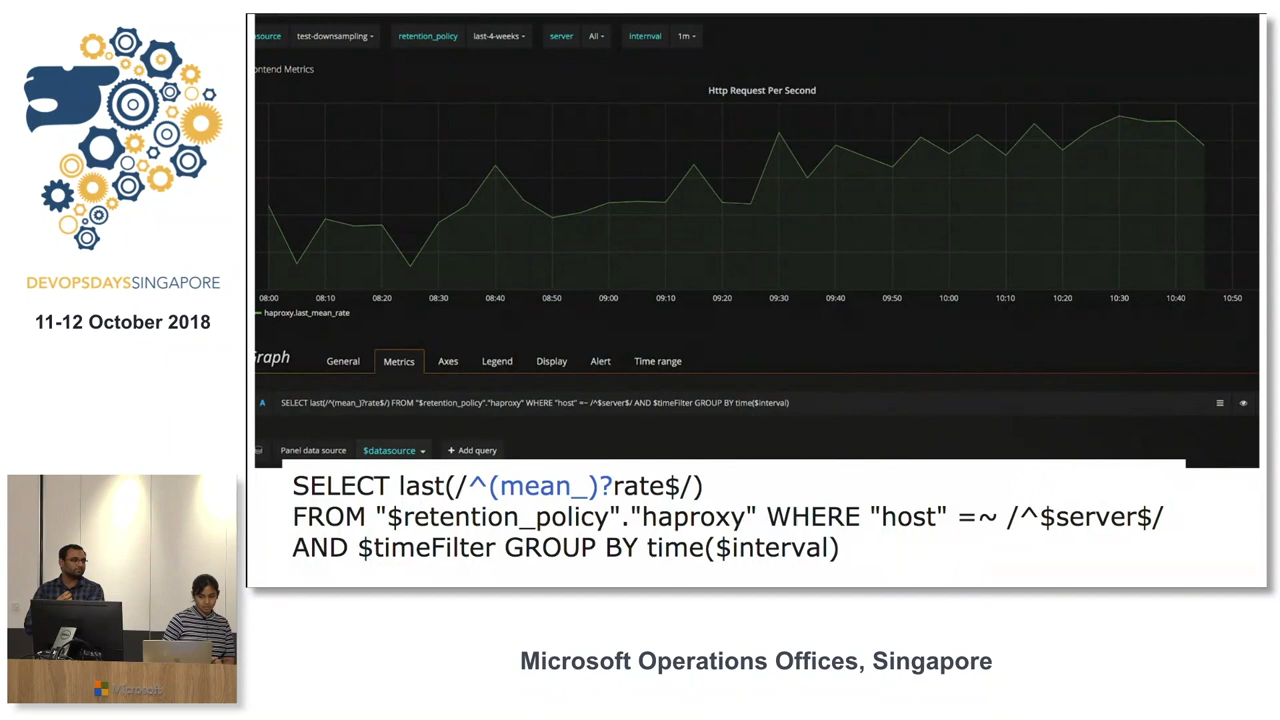 DEVOPSDAYSSINGAPORE
11-12 October 2018
source test-downsampling retention_policy last-4-weeks server All internval 1m
ontend Metrics
Http Request Per Second
08:00 08:10 08:20 08:30 08:40 08:50 09:00 09:10 09:20 09:30 09:40 09:50 10:00 10:10 10:20 10:30 10:40 10:50
haproxy.last_mean_rate
Graph General Metrics Axes Legend Display Alert Time range
A SELECT last(/^(mean_)?rate$/) FROM "$retention_policy"."haproxy" WHERE "host" =~ /^$server$/ AND $timeFilter GROUP BY time($interval)
Panel data source $datasource + Add query
SELECT last(/^(mean_)?rate$/)
FROM "$retention_policy"."haproxy" WHERE "host" =~ /^$server$/
AND $timeFilter GROUP BY time($interval)
DELL
Microsoft
Microsoft Operations Offices, Singapore